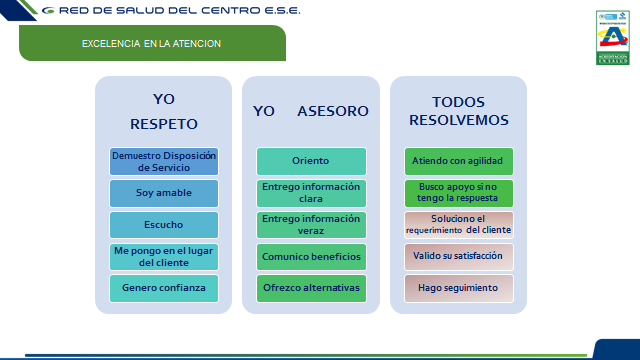 RED DE SALUD DEL CENTRO E.S.E.
EXCELENCIA EN LA ATENCION
YO
RESPETO
Demuestro Disposición
de Servicio
Soy amable
Escucho
Me pongo en el lugar
del cliente
Genero confianza
YO ASESORO
Oriento
Entrego información
clara
Entrego información
veraz
Comunico beneficios
Ofrezco alternativas
TODOS
RESOLVEMOS
Atiendo con agilidad
Busco apoyo si no
tengo la respuesta
Soluciono el
requerimiento del cliente
Valido su satisfacción
Hago seguimiento
ACREDITACIÓN
EN SALUD